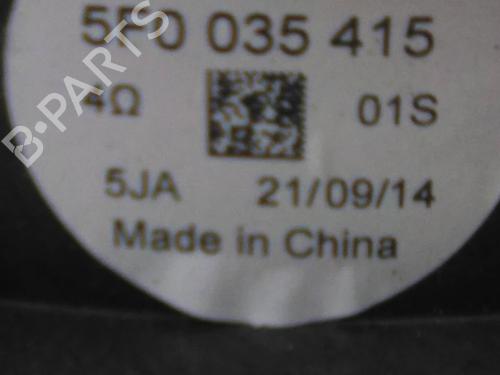 5F0 035 415
4Ω
01S
5JA 21/09/14
Made in China
B-PARTS